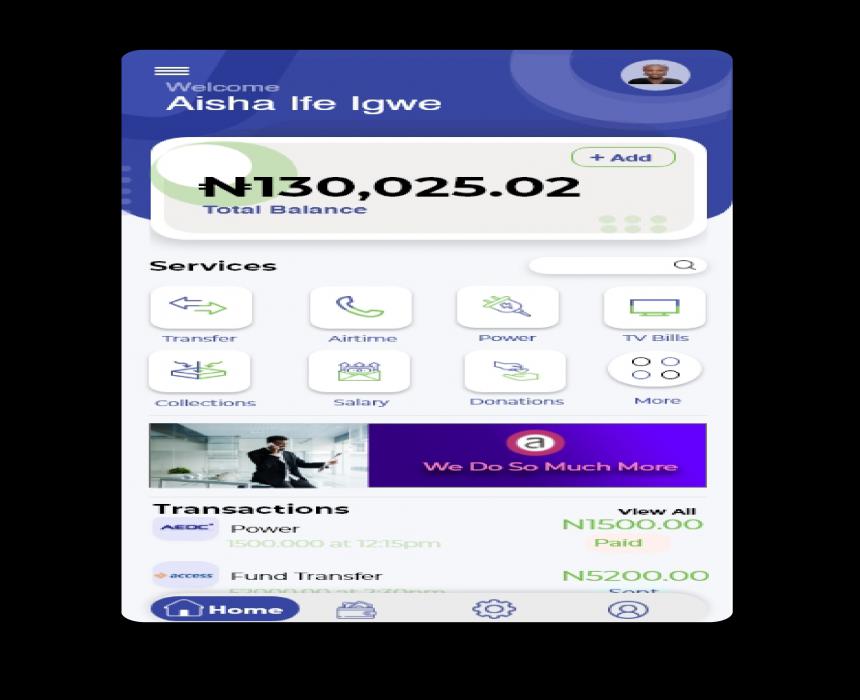 Welcome
Aisha Ife Igwe
+ Add
₦130,025.02
Total Balance
Services
Transfer Airtime Power TV Bills
Collections Salary Donations More
a
We Do So Much More
Transactions
View All
AEDC Power N1500.00
1500.000 at 12:15pm Paid
access Fund Transfer N5200.00
Sent
Home